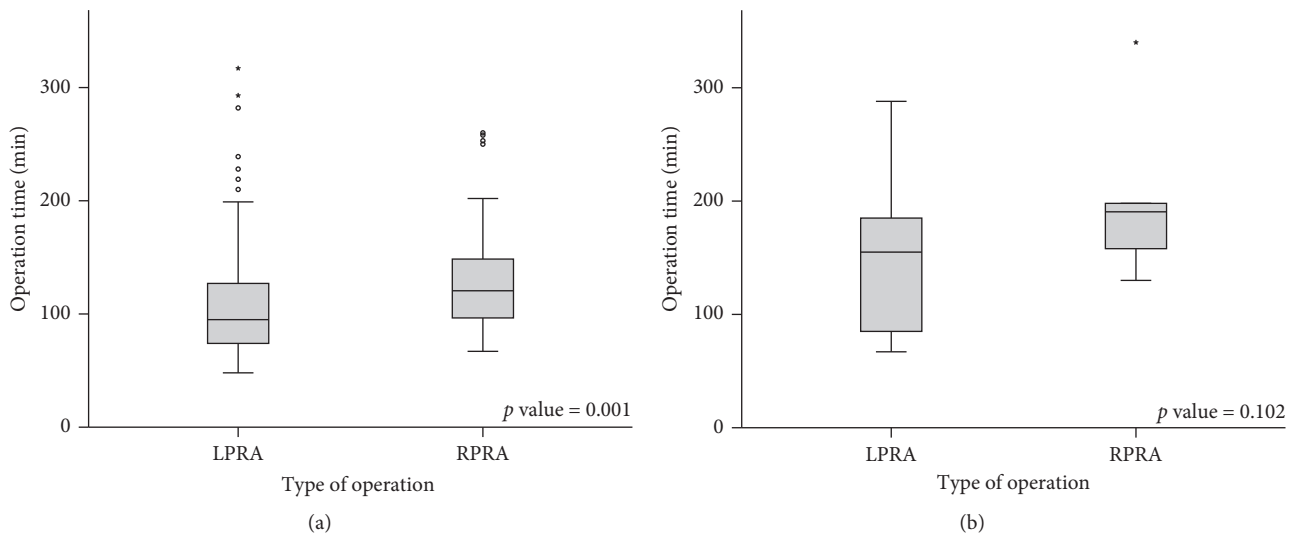 Operation time (min)
300
200
100
0
p value = 0.001
LPRA
RPRA
Type of operation
(a)
Operation time (min)
300
200
100
0
p value = 0.102
LPRA
RPRA
Type of operation
(b)